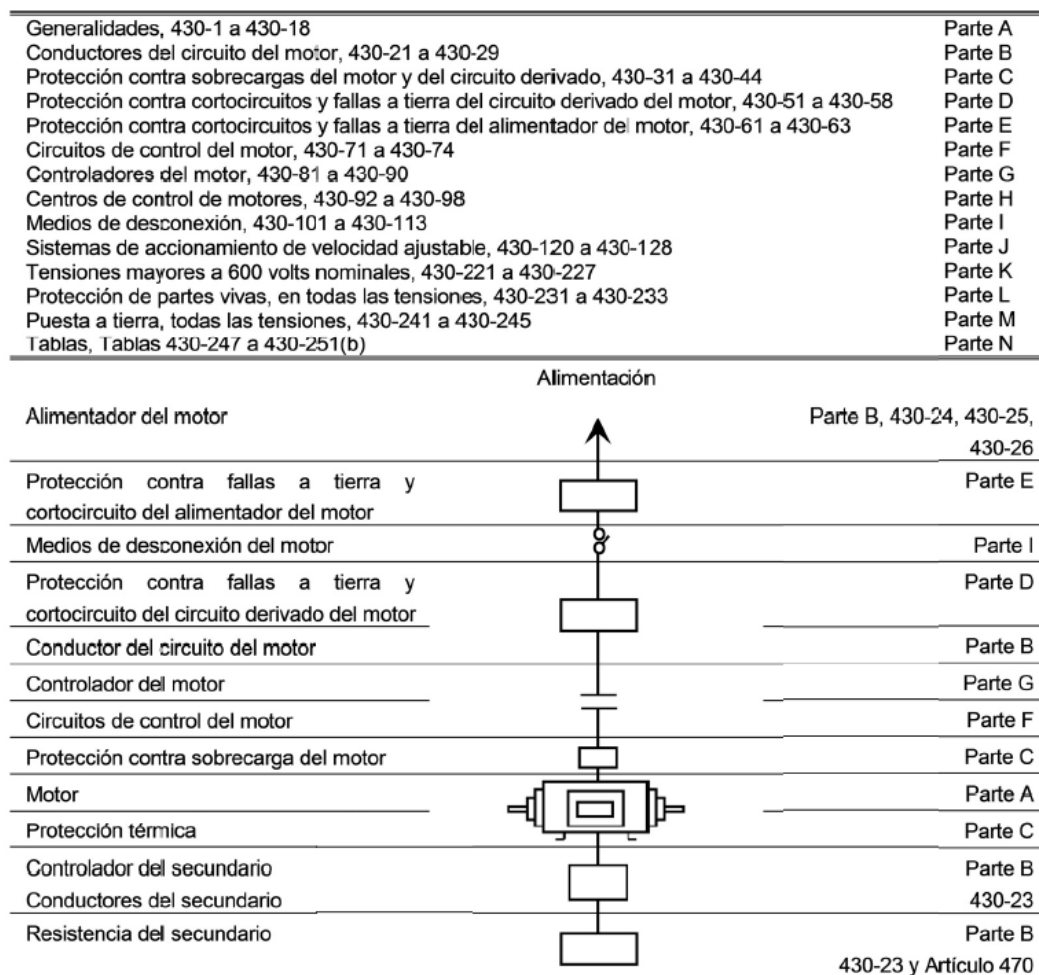 Generalidades, 430-1 a 430-18 Parte A
Conductores del circuito del motor, 430-21 a 430-29 Parte B
Protección contra sobrecargas del motor y del circuito derivado, 430-31 a 430-44 Parte C
Protección contra cortocircuitos y fallas a tierra del circuito derivado del motor, 430-51 a 430-58 Parte D
Protección contra cortocircuitos y fallas a tierra del alimentador del motor, 430-61 a 430-63 Parte E
Circuitos de control del motor, 430-71 a 430-74 Parte F
Controladores del motor, 430-81 a 430-90 Parte G
Centros de control de motores, 430-92 a 430-98 Parte H
Medios de desconexión, 430-101 a 430-113 Parte I
Sistemas de accionamiento de velocidad ajustable, 430-120 a 430-128 Parte J
Tensiones mayores a 600 volts nominales, 430-221 a 430-227 Parte K
Protección de partes vivas, en todas las tensiones, 430-231 a 430-233 Parte L
Puesta a tierra, todas las tensiones, 430-241 a 430-245 Parte M
Tablas, Tablas 430-247 a 430-251(b) Parte N
Alimentación
Alimentador del motor Parte B, 430-24, 430-25,
430-26
Protección contra fallas a tierra y Parte E
cortocircuito del alimentador del motor
Medios de desconexión del motor Parte I
Protección contra fallas a tierra y Parte D
cortocircuito del circuito derivado del motor
Conductor del circuito del motor Parte B
Controlador del motor Parte G
Circuitos de control del motor Parte F
Protección contra sobrecarga del motor Parte C
Motor Parte A
Protección térmica Parte C
Controlador del secundario Parte B
Conductores del secundario 430-23
Resistencia del secundario Parte B
430-23 y Artículo 470